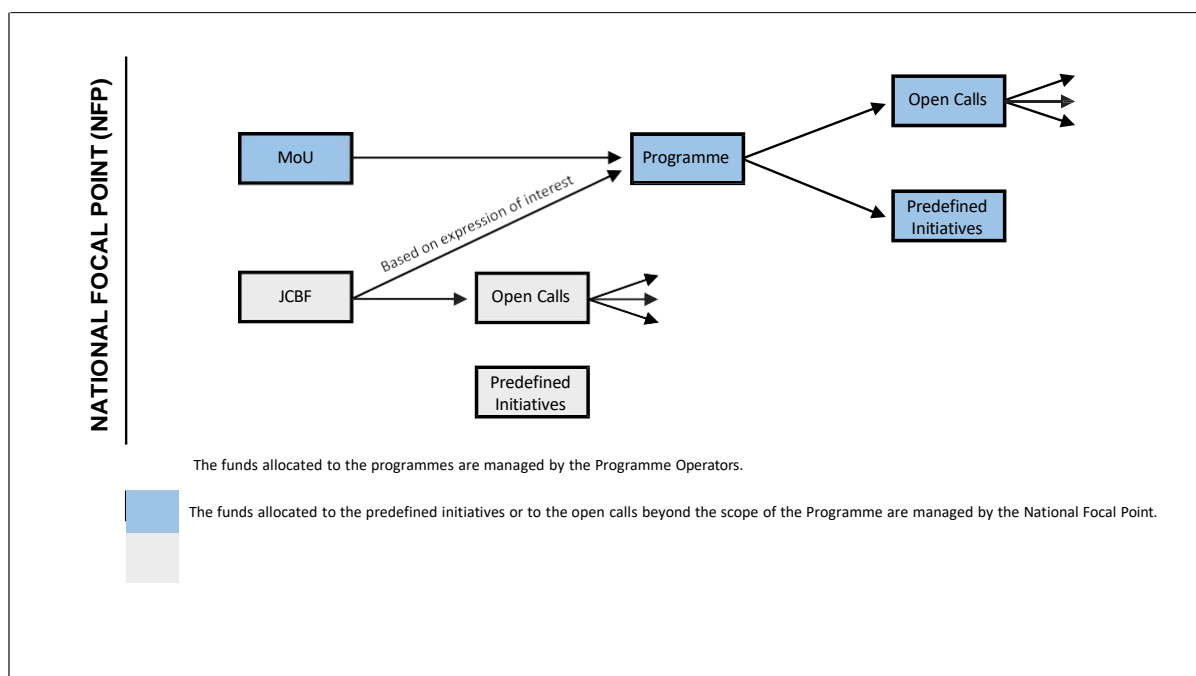 NATIONAL FOCAL POINT (NFP)
Open Calls
MoU
Programme
Based on expression of interest
Predefined
Initiatives
JCBF
Open Calls
Predefined
Initiatives
The funds allocated to the programmes are managed by the Programme Operators.
The funds allocated to the predefined initiatives or to the open calls beyond the scope of the Programme are managed by the National Focal Point.